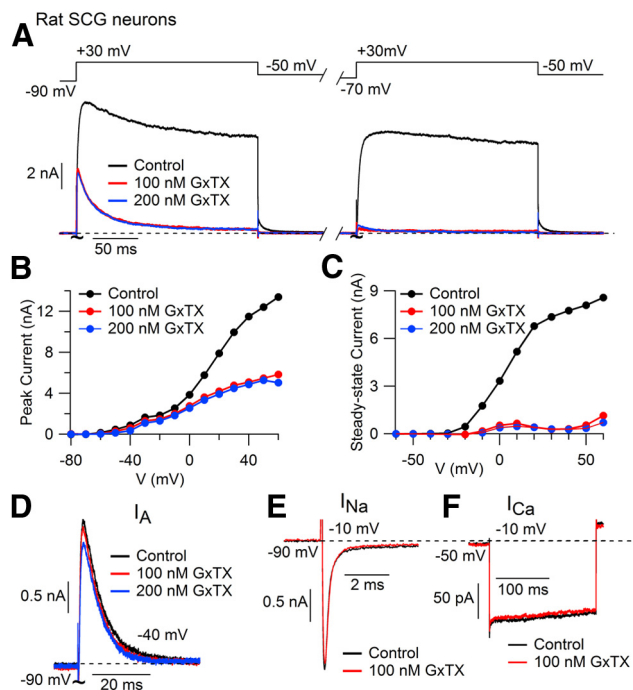 Rat SCG neurons
A
+30 mV
-50 mV
-90 mV
+30mV
-50 mV
-70 mV
2 nA
Control
100 nM GxTX
200 nM GxTX
50 ms
B
Control
100 nM GxTX
200 nM GxTX
Peak Current (nA)
12
8
4
0
-80
-40
0
40
V (mV)
C
Control
100 nM GxTX
200 nM GxTX
Steady-state Current (nA)
9
6
3
0
-50
0
50
V (mV)
D
IA
Control
100 nM GxTX
200 nM GxTX
0.5 nA
-40 mV
-90 mV
20 ms
E
INa
-10 mV
-90 mV
2 ms
0.5 nA
Control
100 nM GxTX
F
ICa
-10 mV
-50 mV
100 ms
50 pA
Control
100 nM GxTX